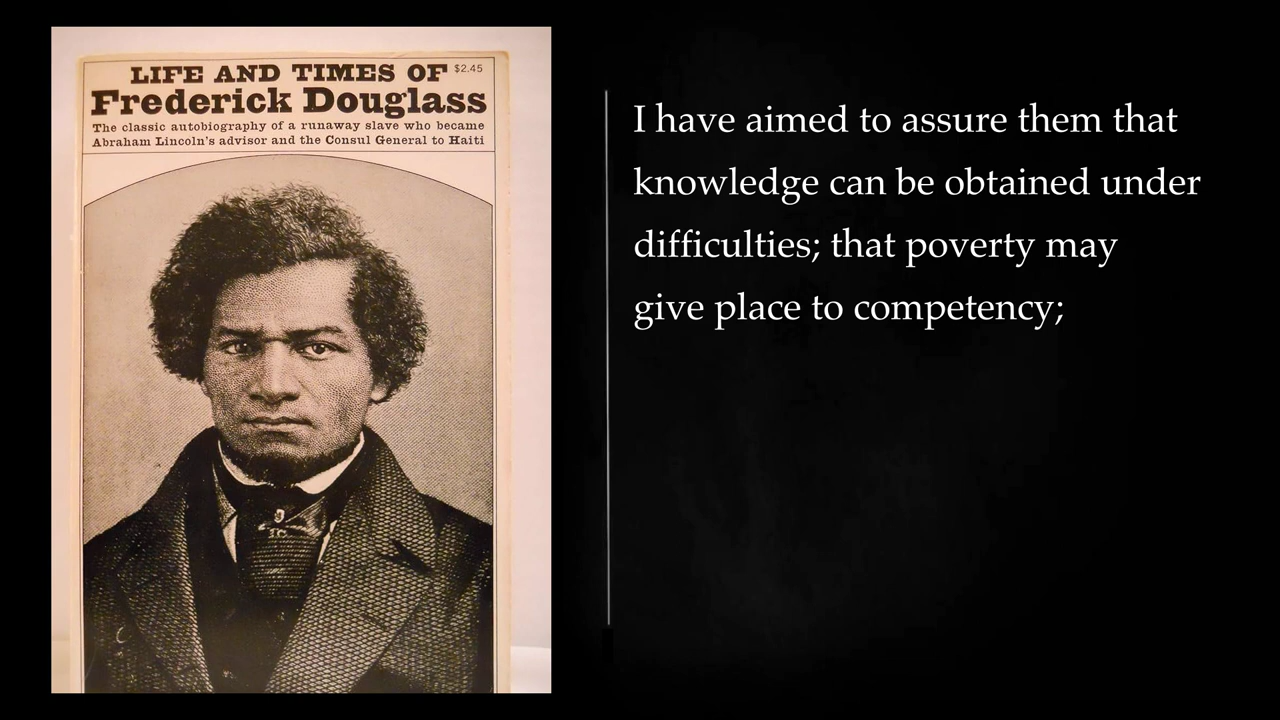 LIFE AND TIMES OF $2.45
Frederick Douglass
The classic autobiography of a runaway slave who became
Abraham Lincoln's advisor and the Consul General to Haiti
I have aimed to assure them that
knowledge can be obtained under
difficulties; that poverty may
give place to competency;